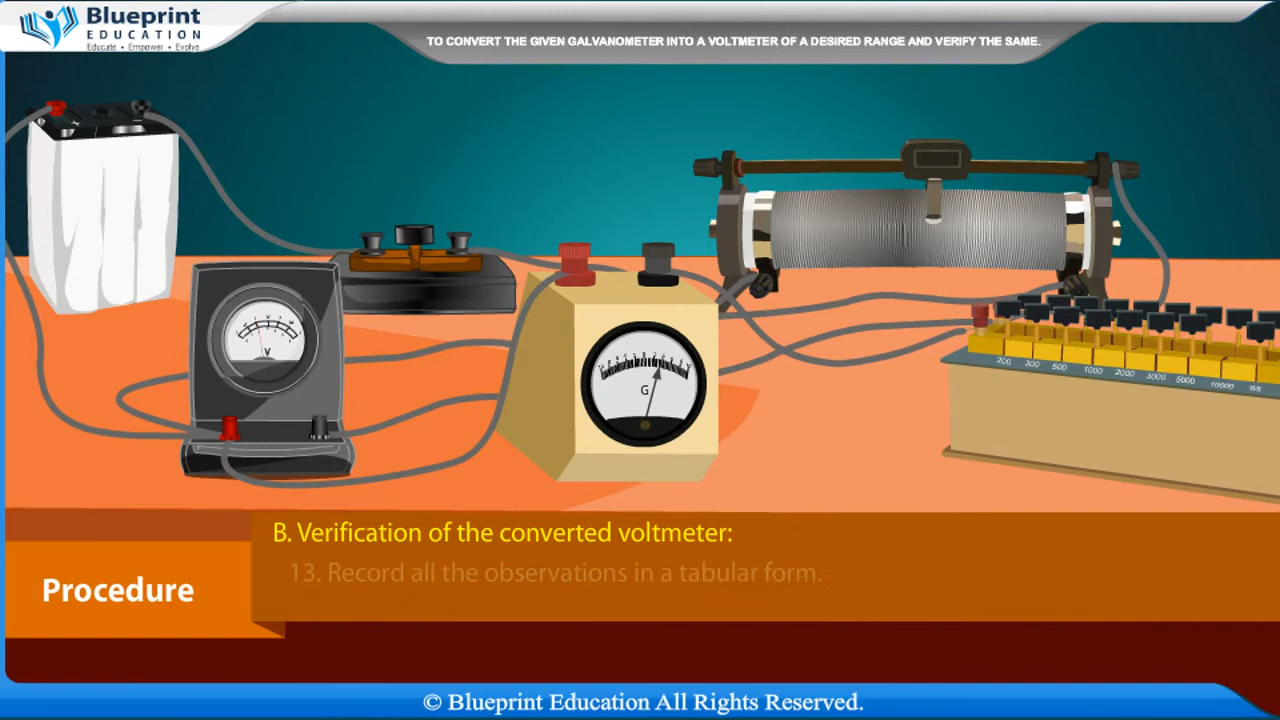 Blueprint
EDUCATION
Educate • Empower • Evolve
TO CONVERT THE GIVEN GALVANOMETER INTO A VOLTMETER OF A DESIRED RANGE AND VERIFY THE SAME.
V
G
200 300 500 1000 2000 3000 5000 10000
B. Verification of the converted voltmeter:
13. Record all the observations in a tabular form.
Procedure
© Blueprint Education All Rights Reserved.